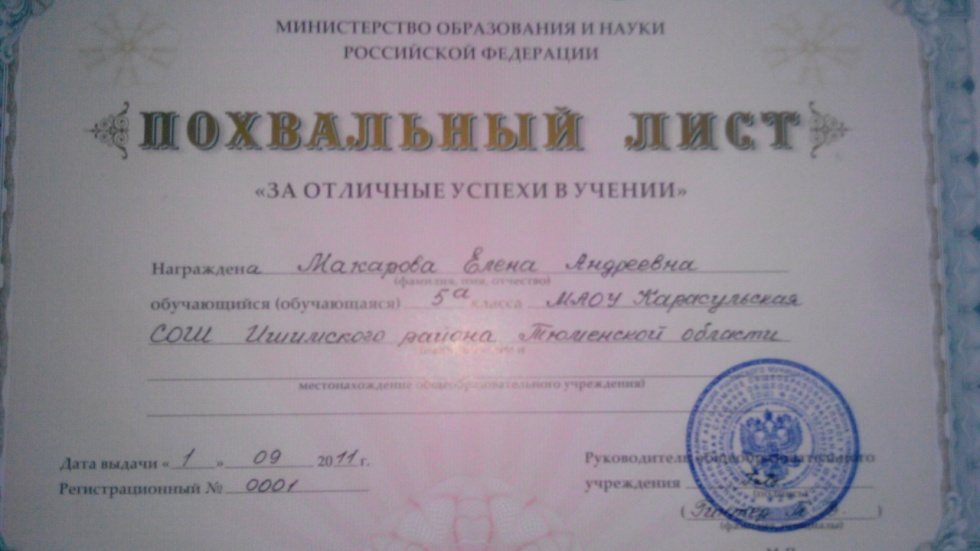 МИНИСТЕРСТВО ОБРАЗОВАНИЯ И НАУКИ
РОССИЙСКОЙ ФЕДЕРАЦИИ
ПОХВАЛЬНЫЙ ЛИСТ
«ЗА ОТЛИЧНЫЕ УСПЕХИ В УЧЕНИИ»
Награждена Макарова Елена Андреевна
(фамилия, имя, отчество)
обучающийся (обучающаяся) 5а класса МАОУ Карасульская
СОШ Ишимского района Тюменской области
местонахождение общеобразовательного учреждения)
Дата выдачи «1» 09 2011 г.
Руководитель общеобразовательного
Регистрационный № 0001
учреждения